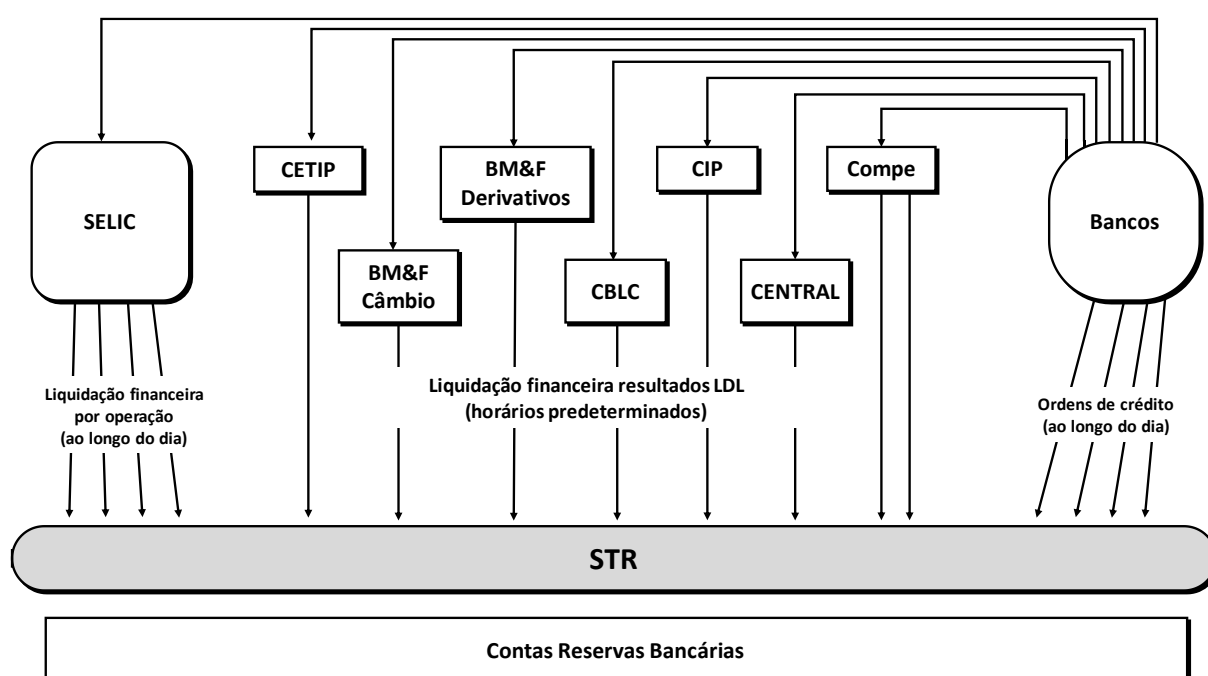 SELIC
CETIP
BM&F
Câmbio
BM&F
Derivativos
CBLC
CIP
CENTRAL
Compe
Bancos
Liquidação financeira
por operação
(ao longo do dia)
Liquidação financeira resultados LDL
(horários predeterminados)
Ordens de crédito
(ao longo do dia)
STR
Contas Reservas Bancárias